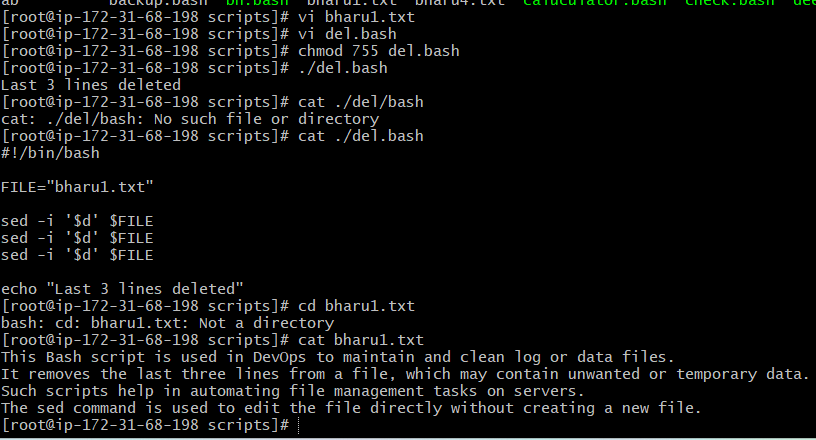 ab backup.bash bh.bash bharu1.txt bharu4.txt Caluculator.bash check.bash
[root@ip-172-31-68-198 scripts]# vi bharu1.txt
[root@ip-172-31-68-198 scripts]# vi del.bash
[root@ip-172-31-68-198 scripts]# chmod 755 del.bash
[root@ip-172-31-68-198 scripts]# ./del.bash
Last 3 lines deleted
[root@ip-172-31-68-198 scripts]# cat ./del/bash
cat: ./del/bash: No such file or directory
[root@ip-172-31-68-198 scripts]# cat ./del.bash
#!/bin/bash
FILE="bharu1.txt"
sed -i '$d' $FILE
sed -i '$d' $FILE
sed -i '$d' $FILE
echo "Last 3 lines deleted"
[root@ip-172-31-68-198 scripts]# cd bharu1.txt
bash: cd: bharu1.txt: Not a directory
[root@ip-172-31-68-198 scripts]# cat bharu1.txt
This Bash script is used in DevOps to maintain and clean log or data files.
It removes the last three lines from a file, which may contain unwanted or temporary data.
Such scripts help in automating file management tasks on servers.
The sed command is used to edit the file directly without creating a new file.
[root@ip-172-31-68-198 scripts]#